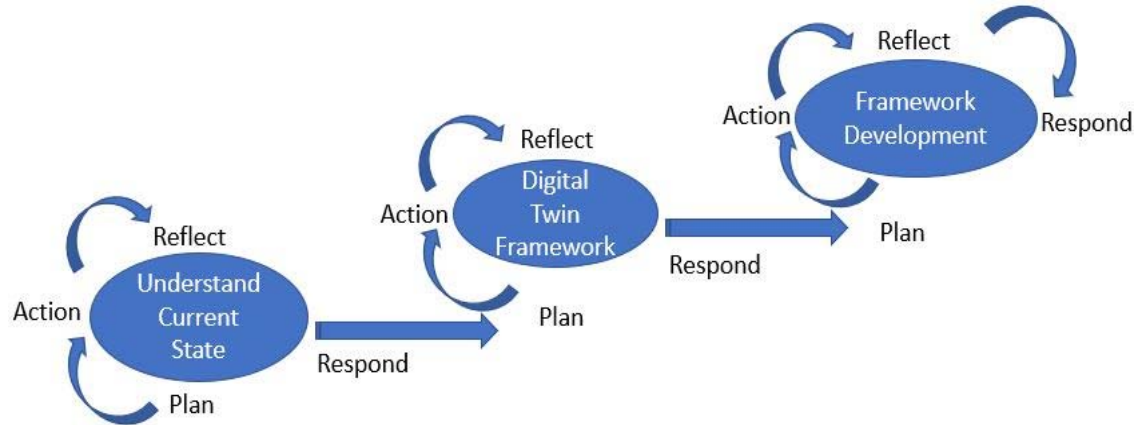 Reflect
Action
Framework
Development
Respond
Plan
Reflect
Action
Digital
Twin
Framework
Respond
Plan
Reflect
Action
Understand
Current
State
Respond
Plan